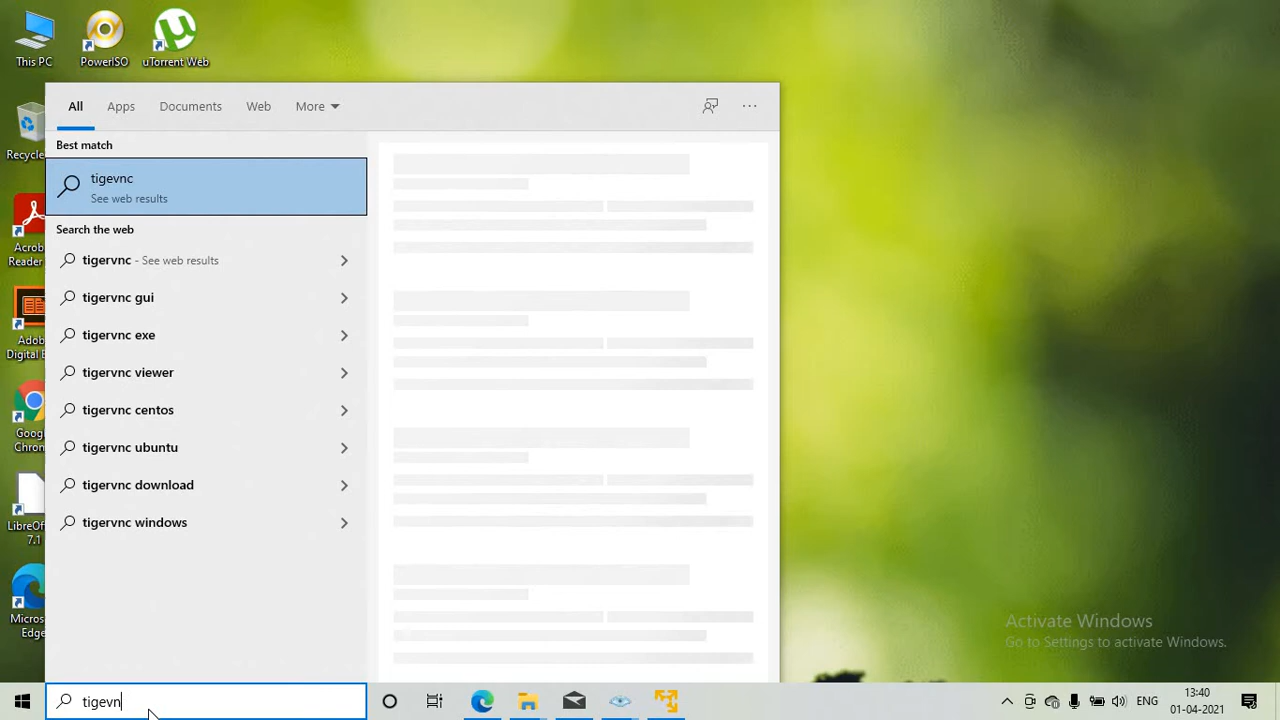 This PC
PowerISO
uTorrent Web
All
Apps
Documents
Web
More
Best match
Recycle
tigevnc
See web results
Search the web
Acrob
Reader
tigervnc - See web results
tigervnc gui
tigervnc exe
Adob
Digital E
tigervnc viewer
tigervnc centos
Goog
Chron
tigervnc ubuntu
tigervnc download
tigervnc windows
LibreOf
7.1
Micros
Edge
Activate Windows
Go to Settings to activate Windows.
tigevn
ENG
13:40
01-04-2021